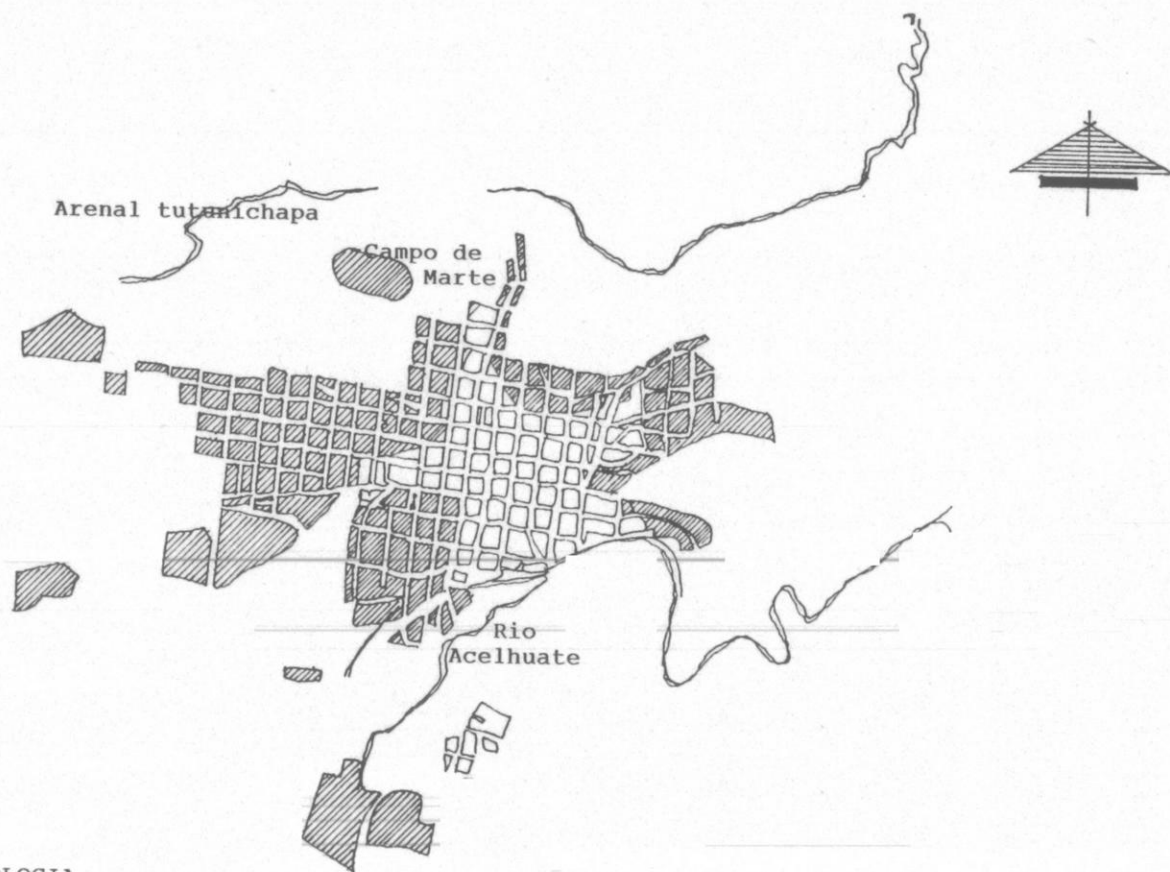 Arenal tutunichapa
Campo de
Marte
Rio
Acelhuate